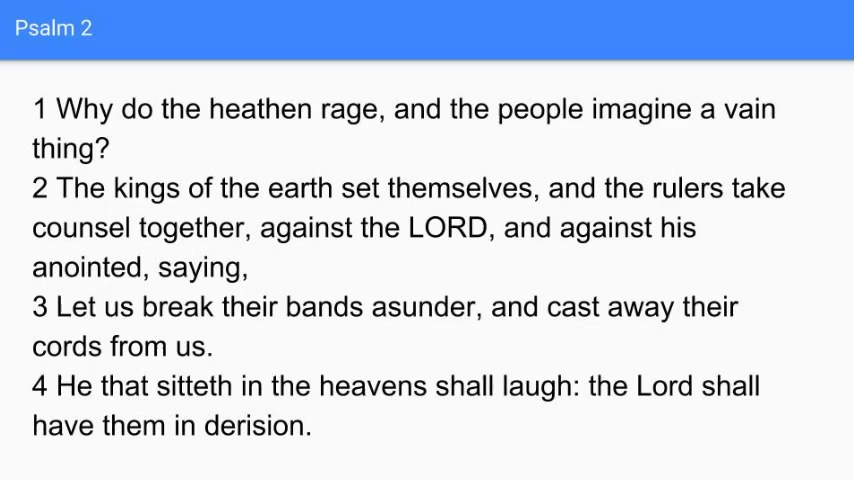 Psalm 2
1 Why do the heathen rage, and the people imagine a vain
thing?
2 The kings of the earth set themselves, and the rulers take
counsel together, against the LORD, and against his
anointed, saying,
3 Let us break their bands asunder, and cast away their
cords from us.
4 He that sitteth in the heavens shall laugh: the Lord shall
have them in derision.